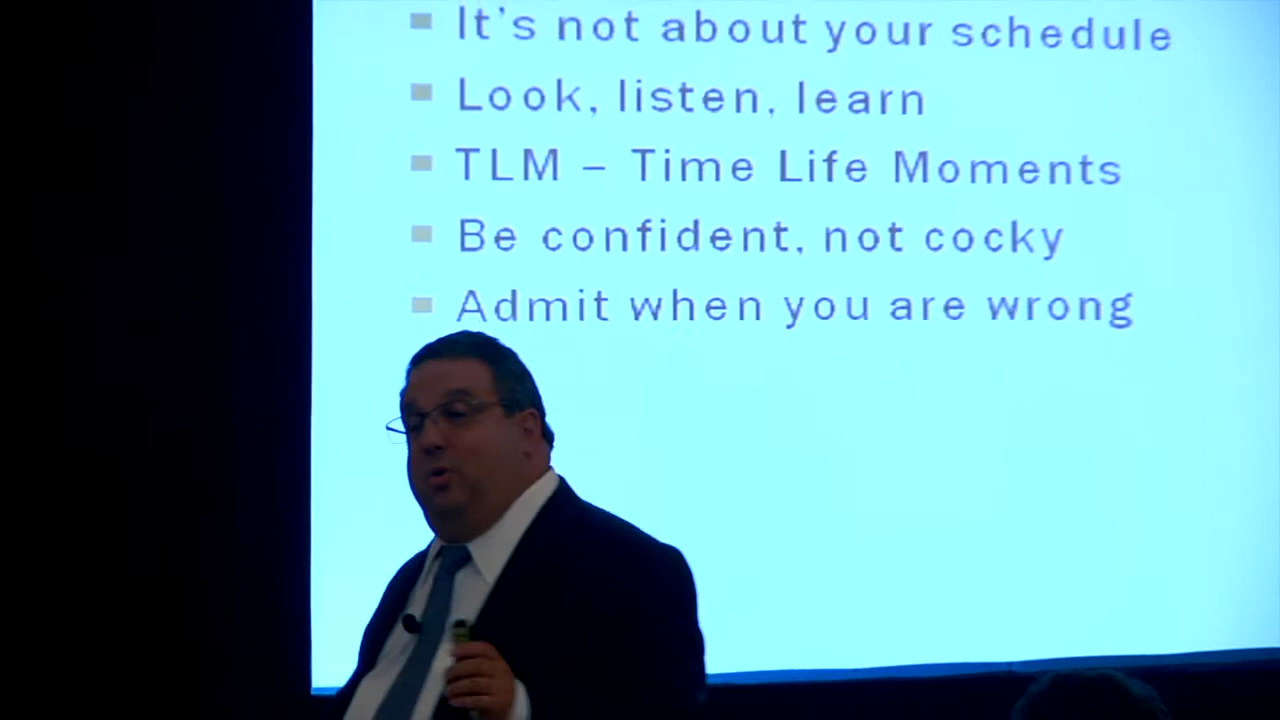 It's not about your schedule
Look, listen, learn
TLM – Time Life Moments
Be confident, not cocky
Admit when you are wrong